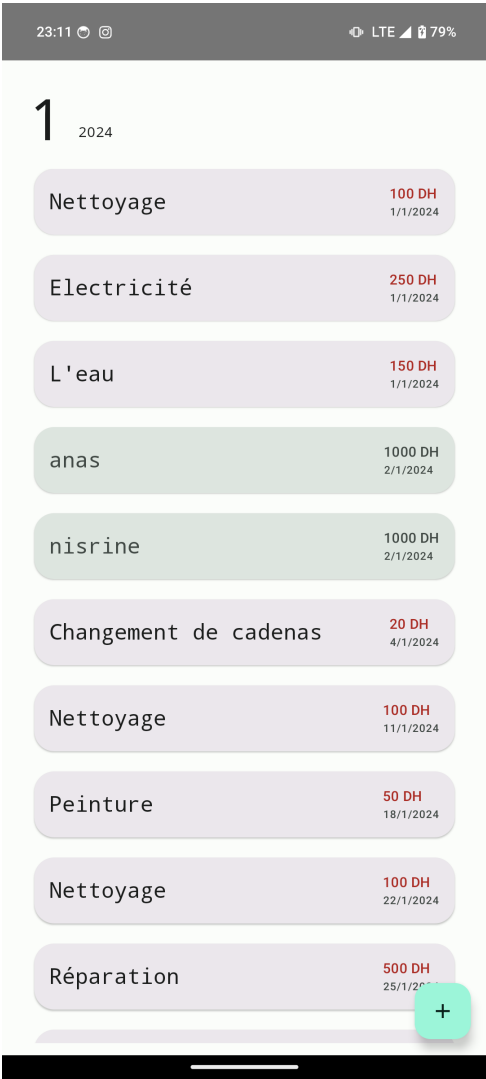 23:11 LTE 79%
1 2024
Nettoyage 100 DH
1/1/2024
Electricité 250 DH
1/1/2024
L'eau 150 DH
1/1/2024
anas 1000 DH
2/1/2024
nisrine 1000 DH
2/1/2024
Changement de cadenas 20 DH
4/1/2024
Nettoyage 100 DH
11/1/2024
Peinture 50 DH
18/1/2024
Nettoyage 100 DH
22/1/2024
Réparation 500 DH
+